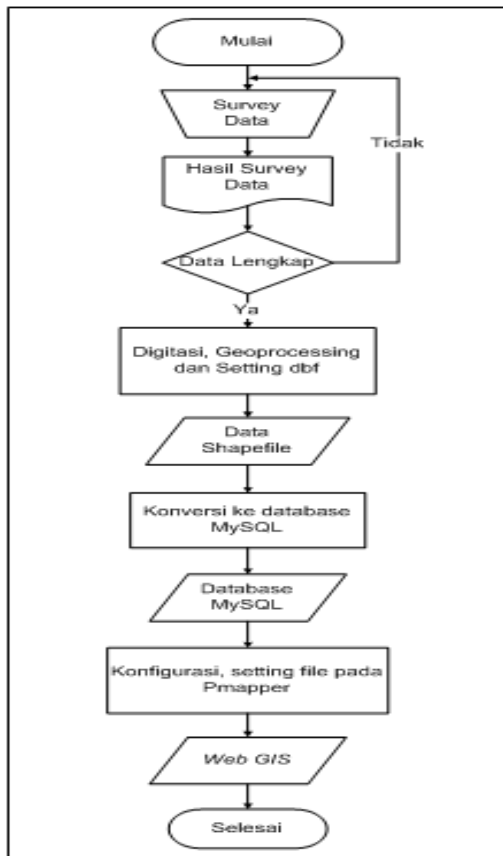 Mulai
Survey
Data
Tidak
Hasil Survey
Data
Data Lengkap
Ya
Digitasi, Geoprocessing
dan Setting dbf
Data
Shapefile
Konversi ke database
MySQL
Database
MySQL
Konfigurasi, setting file pada
Pmapper
Web GIS
Selesai